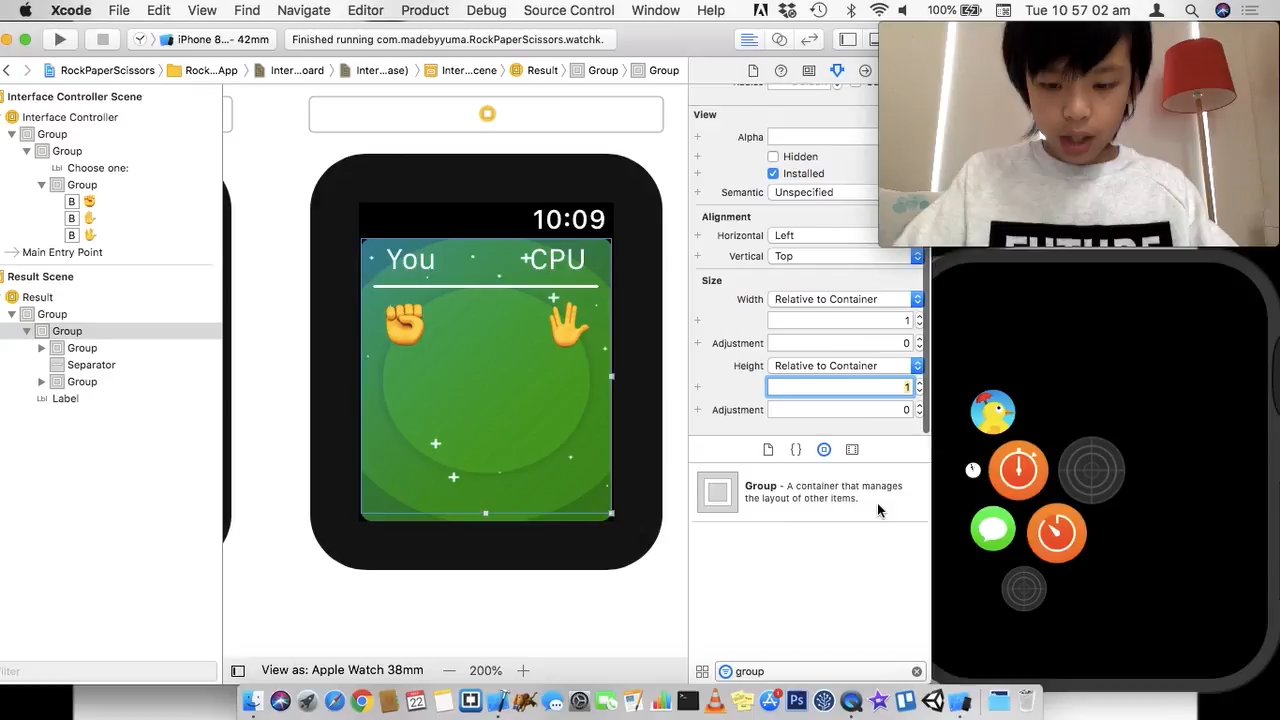 Xcode File Edit View Find Navigate Editor Product Debug Source Control Window Help 100% Tue 10 57 02 am
iPhone 8... - 42mm Finished running com.madebyyuna.RockPaperScissors.watchk.
RockPaperScissors Rock...App Inter...oard Inter...ase) Inter...cene Result Group Group
Interface Controller Scene
Interface Controller
Group
Group
Lbl Choose one:
Group
B
B
B
Main Entry Point
Result Scene
Result
Group
Group
Group
Separator
Group
Lbl Label
10:09
You CPU
View
Alpha
Hidden
Installed
Semantic Unspecified
Alignment
Horizontal Left
Vertical Top
Size
Width Relative to Container
1
Adjustment 0
Height Relative to Container
1
Adjustment 0
{}
Group - A container that manages
the layout of other items.
View as: Apple Watch 38mm — 200% +
group
22
Ps
FUTURE